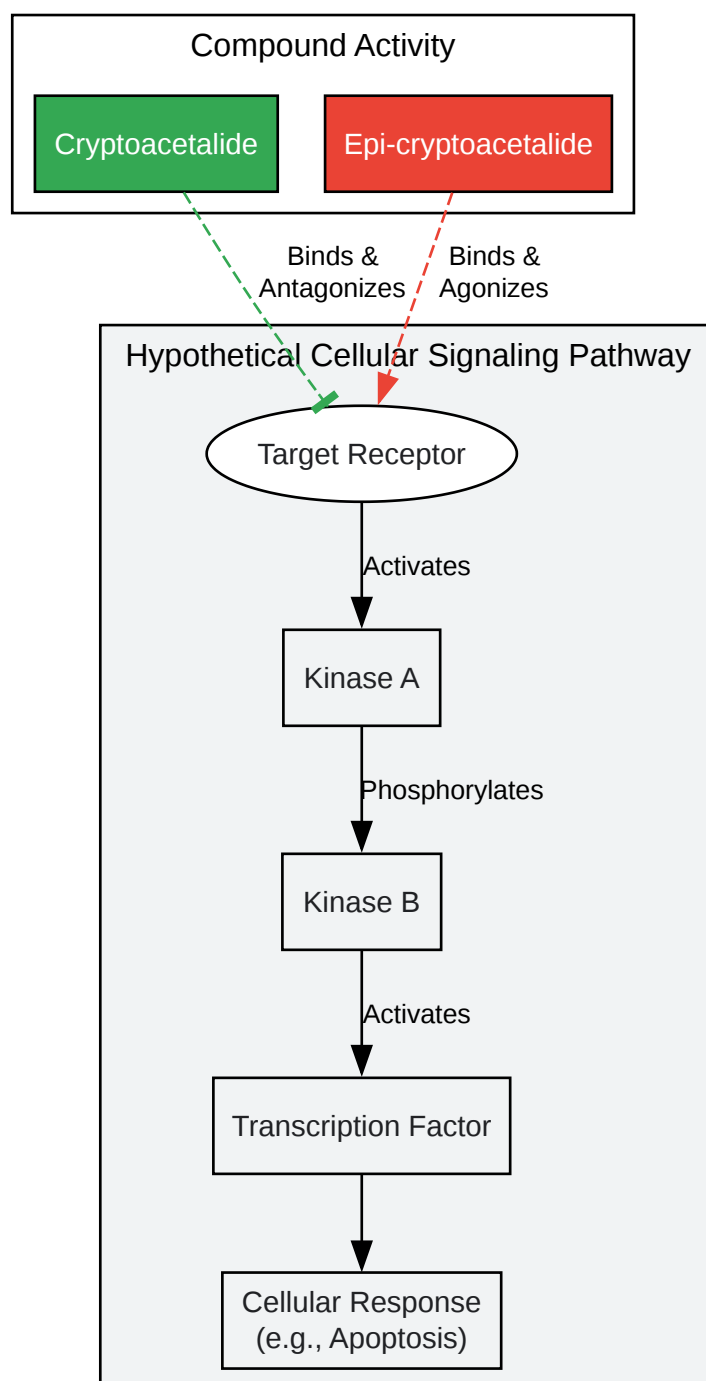 Compound Activity
Cryptoacetalide
Epi-cryptoacetalide
Binds &
Antagonizes
Binds &
Agonizes
Hypothetical Cellular Signaling Pathway
Target Receptor
Activates
Kinase A
Phosphorylates
Kinase B
Activates
Transcription Factor
Cellular Response
(e.g., Apoptosis)